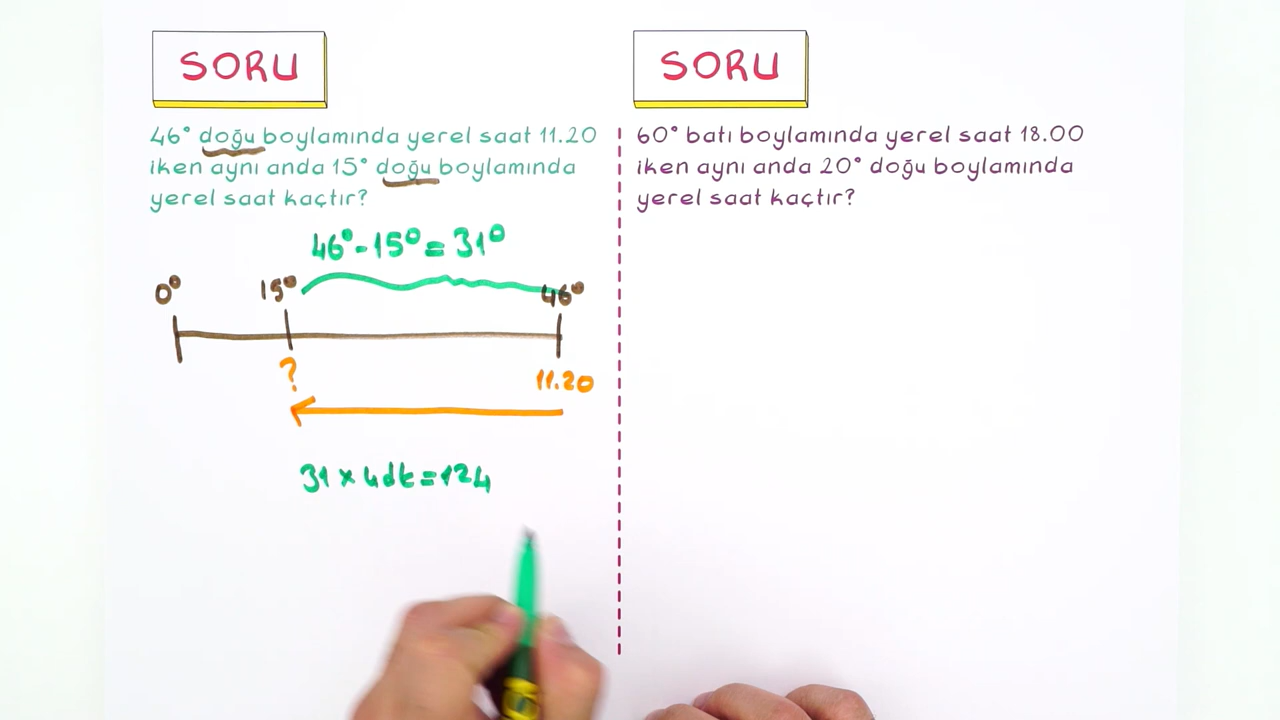 SORU
46° doğu boylamında yerel saat 11.20
iken aynı anda 15° doğu boylamında
yerel saat kaçtır?
46° - 15° = 31°
0° 15° 46°
? 11.20
31 x 4dk = 124
SORU
60° batı boylamında yerel saat 18.00
iken aynı anda 20° doğu boylamında
yerel saat kaçtır?